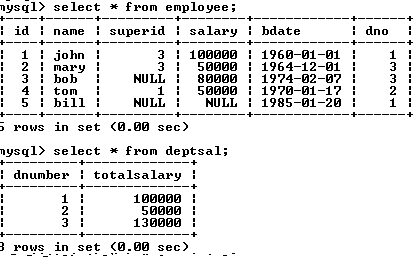 mysql> select * from employee;
+----+------+---------+--------+------------+-----+
| id | name | superid | salary | bdate | dno |
+----+------+---------+--------+------------+-----+
| 1 | john | 3 | 100000 | 1960-01-01 | 1 |
| 2 | mary | 3 | 50000 | 1964-12-01 | 3 |
| 3 | bob | NULL | 80000 | 1974-02-07 | 3 |
| 4 | tom | 1 | 50000 | 1970-01-17 | 2 |
| 5 | bill | NULL | NULL | 1985-01-20 | 1 |
+----+------+---------+--------+------------+-----+
5 rows in set (0.00 sec)
mysql> select * from deptsal;
+---------+-------------+
| dnumber | totalsalary |
+---------+-------------+
| 1 | 100000 |
| 2 | 50000 |
| 3 | 130000 |
+---------+-------------+
3 rows in set (0.00 sec)